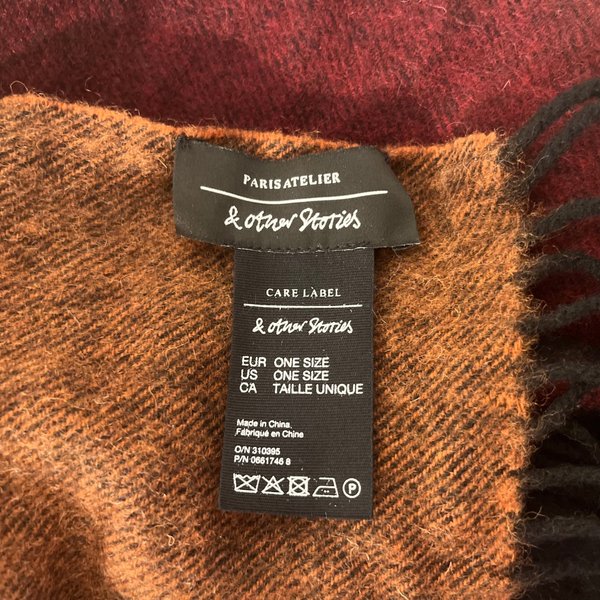 PARIS ATELIER
& other Stories
CARE LABEL
& other Stories
EUR ONE SIZE
US ONE SIZE
CA TAILLE UNIQUE
Made in China.
Fabriqué en Chine
O/N 310395
P/N 0661746 8
P